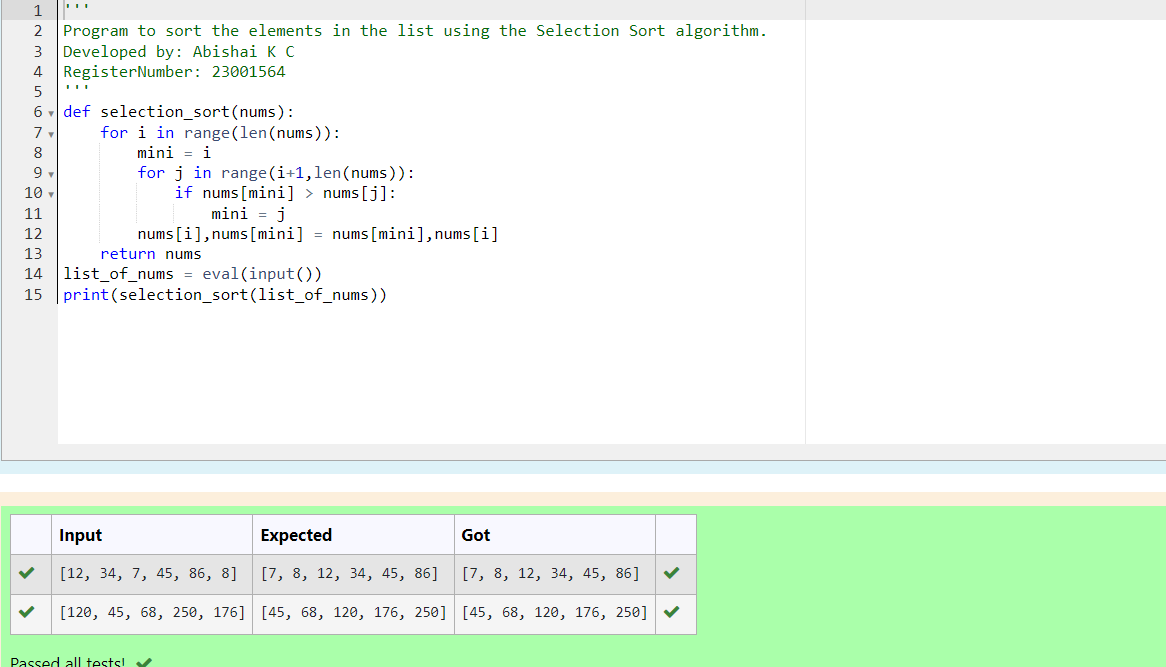 1 '''
2 Program to sort the elements in the list using the Selection Sort algorithm.
3 Developed by: Abishai K C
4 RegisterNumber: 23001564
5 '''
6 def selection_sort(nums):
7     for i in range(len(nums)):
8         mini = i
9         for j in range(i+1,len(nums)):
10             if nums[mini] > nums[j]:
11                 mini = j
12         nums[i],nums[mini] = nums[mini],nums[i]
13     return nums
14 list_of_nums = eval(input())
15 print(selection_sort(list_of_nums))
Input Expected Got
[12, 34, 7, 45, 86, 8] [7, 8, 12, 34, 45, 86] [7, 8, 12, 34, 45, 86]
[120, 45, 68, 250, 176] [45, 68, 120, 176, 250] [45, 68, 120, 176, 250]
Passed all tests!